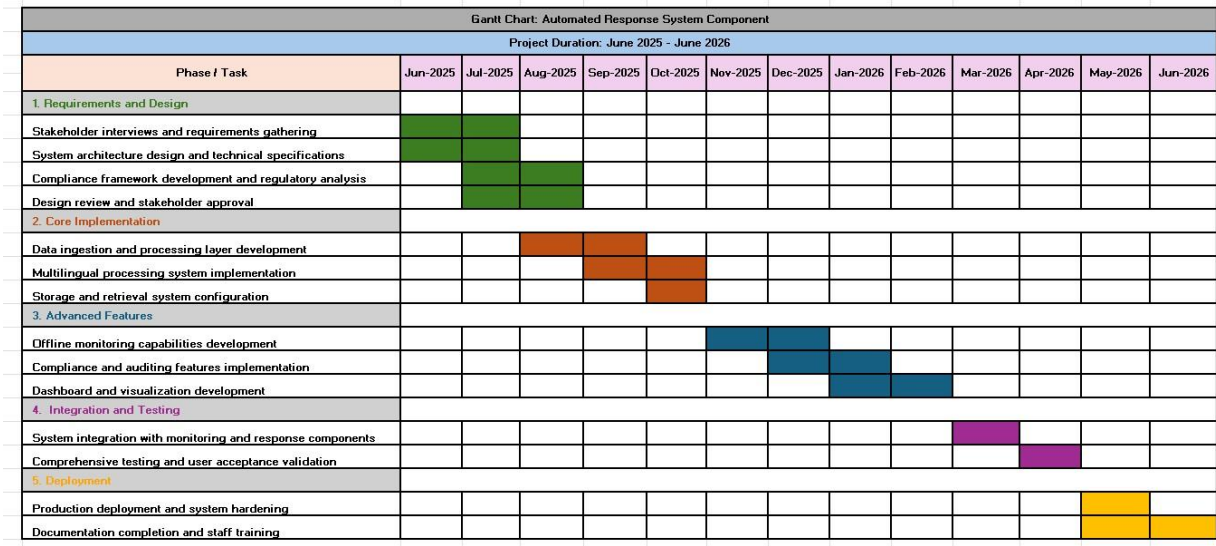 Gantt Chart: Automated Response System Component
Project Duration: June 2025 - June 2026
Phase / Task Jun-2025 Jul-2025 Aug-2025 Sep-2025 Oct-2025 Nov-2025 Dec-2025 Jan-2026 Feb-2026 Mar-2026 Apr-2026 May-2026 Jun-2026
1. Requirements and Design
Stakeholder interviews and requirements gathering
System architecture design and technical specifications
Compliance framework development and regulatory analysis
Design review and stakeholder approval
2. Core Implementation
Data ingestion and processing layer development
Multilingual processing system implementation
Storage and retrieval system configuration
3. Advanced Features
Offline monitoring capabilities development
Compliance and auditing features implementation
Dashboard and visualization development
4. Integration and Testing
System integration with monitoring and response components
Comprehensive testing and user acceptance validation
5. Deployment
Production deployment and system hardening
Documentation completion and staff training